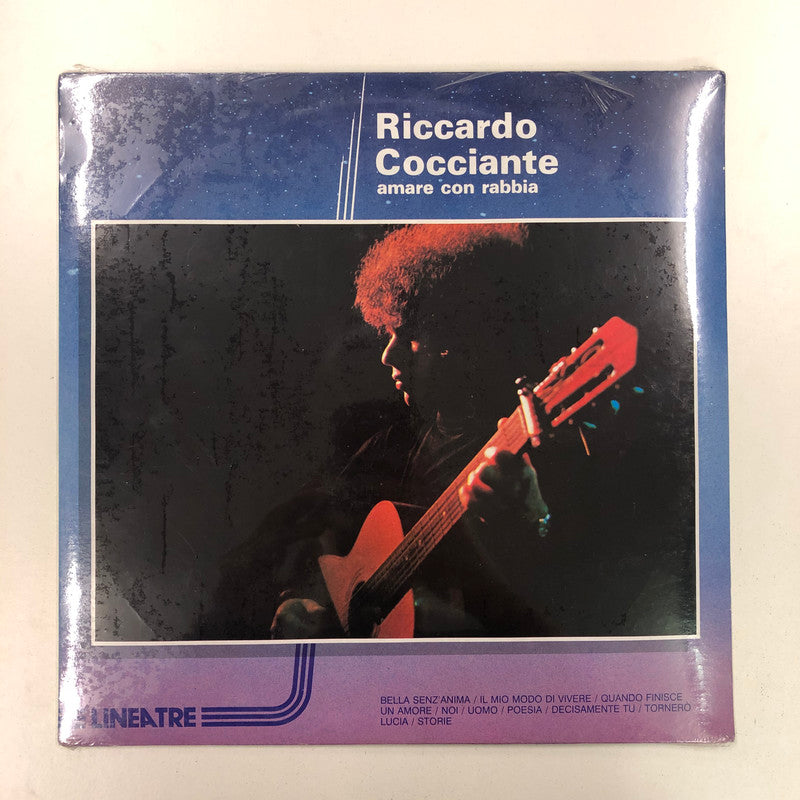 Riccardo
Cocciante
amare con rabbia
BELLA SENZ'ANIMA / IL MIO MODO DI VIVERE / QUANDO FINISCE
UN AMORE / NOI / UOMO / POESIA / DECISAMENTE TU / TORNERÒ
LUCIA / STORIE
LINEATRE